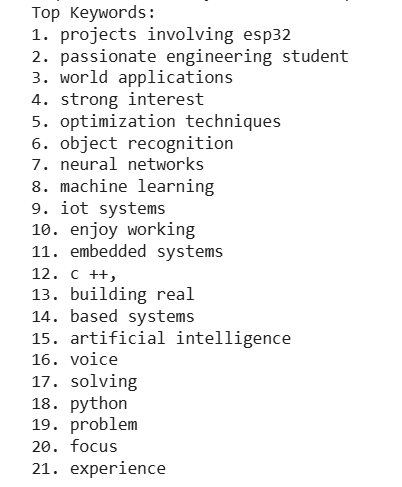 Top Keywords:
1. projects involving esp32
2. passionate engineering student
3. world applications
4. strong interest
5. optimization techniques
6. object recognition
7. neural networks
8. machine learning
9. iot systems
10. enjoy working
11. embedded systems
12. c ++,
13. building real
14. based systems
15. artificial intelligence
16. voice
17. solving
18. python
19. problem
20. focus
21. experience